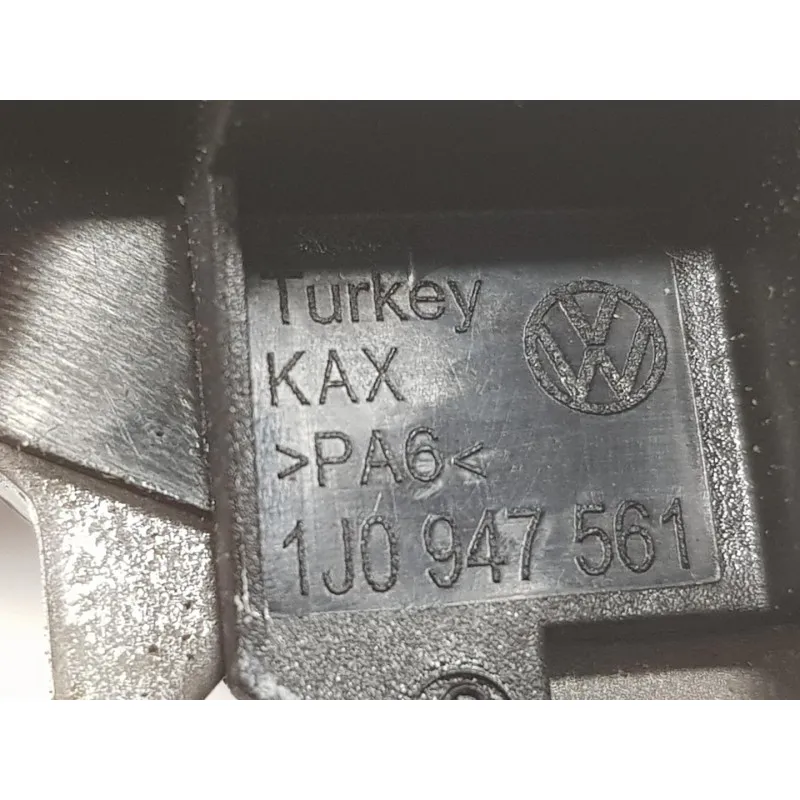 Turkey
KAX
>PA6<
1J0 947 561